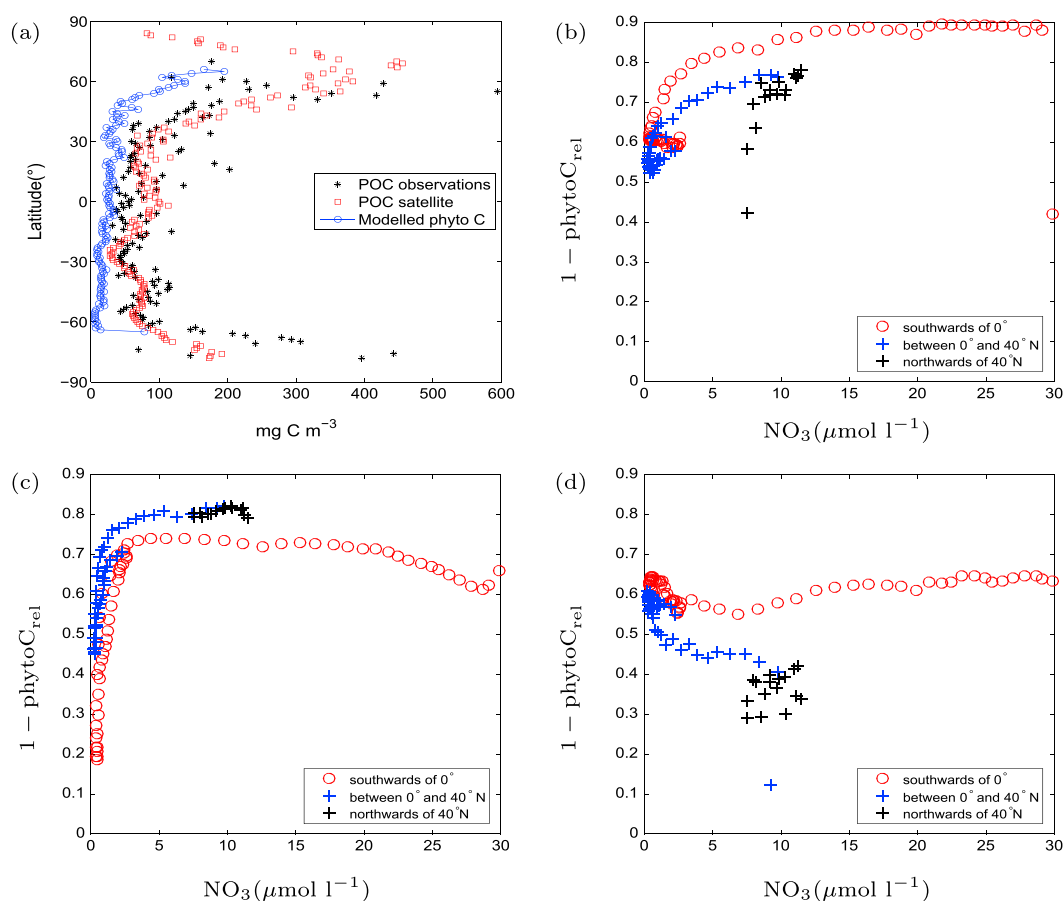 (a)
90
60
30
0
−30
−60
−90
Latitude(°)
POC observations
POC satellite
Modelled phyto C
0 100 200 300 400 500 600
mg C m⁻³
(b)
0.9
0.8
0.7
0.6
0.5
0.4
0.3
0.2
0.1
0
1 − phytoC_rel
southwards of 0°
between 0° and 40° N
northwards of 40°N
0 5 10 15 20 25 30
NO₃(μmol l⁻¹)
(c)
0.9
0.8
0.7
0.6
0.5
0.4
0.3
0.2
0.1
0
1 − phytoC_rel
southwards of 0°
between 0° and 40° N
northwards of 40°N
0 5 10 15 20 25 30
NO₃(μmol l⁻¹)
(d)
0.9
0.8
0.7
0.6
0.5
0.4
0.3
0.2
0.1
0
1 − phytoC_rel
southwards of 0°
between 0° and 40° N
northwards of 40°N
0 5 10 15 20 25 30
NO₃(μmol l⁻¹)